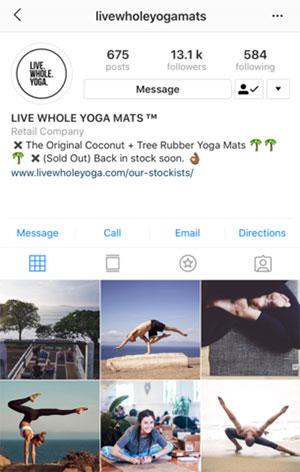 livewholeyogamats
LIVE.
WHOLE.
YOGA.
675
posts
13.1 k
followers
584
following
Message
LIVE WHOLE YOGA MATS ™
Retail Company
✖ The Original Coconut + Tree Rubber Yoga Mats 🌴🌴
🌴 ✖ (Sold Out) Back in stock soon. 👌🏾
www.livewholeyoga.com/our-stockists/
Message Call Email Directions